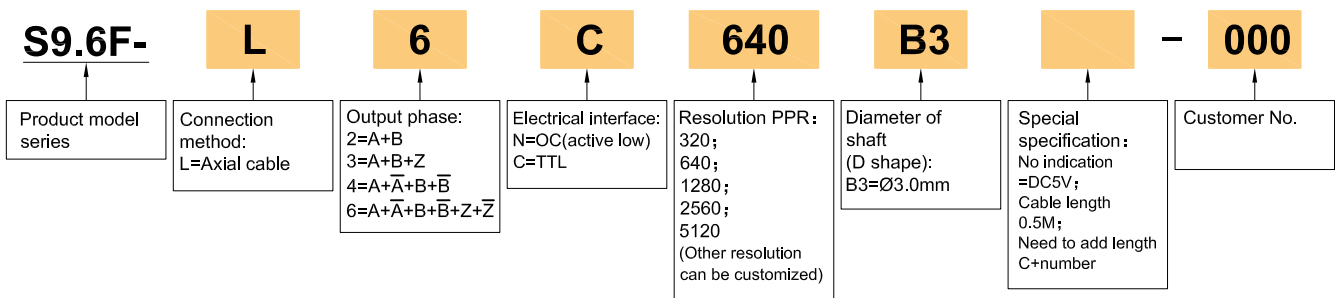 S9.6F- L 6 C 640 B3 - 000
Product model
series
Connection
method:
L=Axial cable
Output phase:
2=A+B
3=A+B+Z
4=A+A̅+B+B̅
6=A+A̅+B+B̅+Z+Z̅
Electrical interface:
N=OC(active low)
C=TTL
Resolution PPR：
320；
640；
1280；
2560；
5120
(Other resolution
can be customized)
Diameter of
shaft
(D shape):
B3=Ø3.0mm
Special
specification：
No indication
=DC5V；
Cable length
0.5M；
Need to add length
C+number
Customer No.